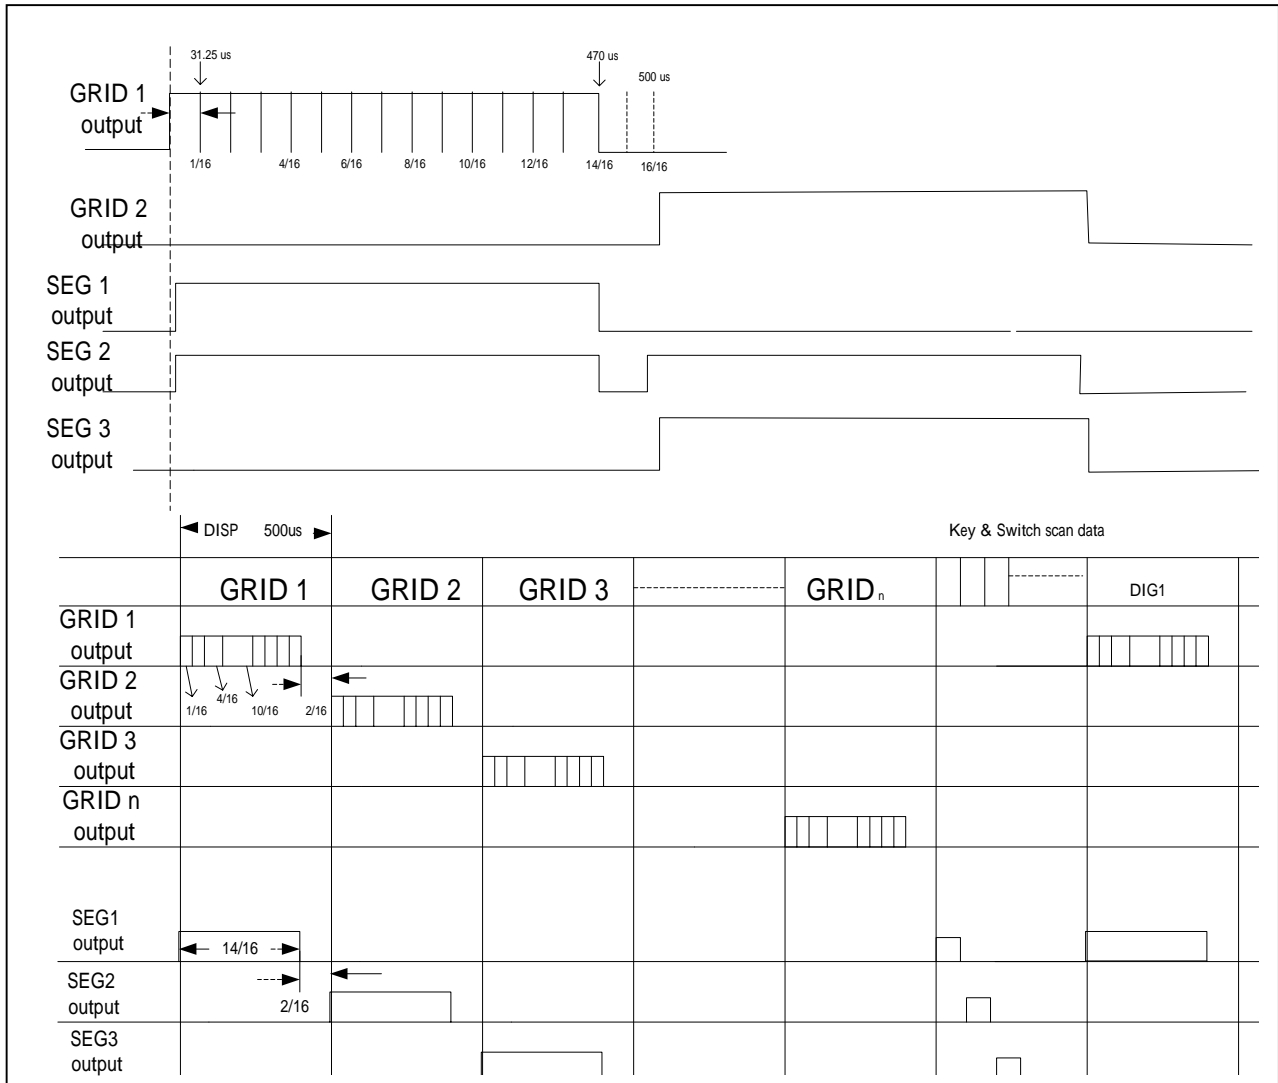 31.25 us
470 us
500 us
GRID 1
output
1/16 4/16 6/16 8/16 10/16 12/16 14/16 16/16
GRID 2
output
SEG 1
output
SEG 2
output
SEG 3
output
DISP 500us
Key & Switch scan data
GRID 1 GRID 2 GRID 3 GRID n DIG1
GRID 1
output
GRID 2
output
1/16 4/16 10/16 2/16
GRID 3
output
GRID n
output
SEG1
output
14/16
SEG2
output
2/16
SEG3
output